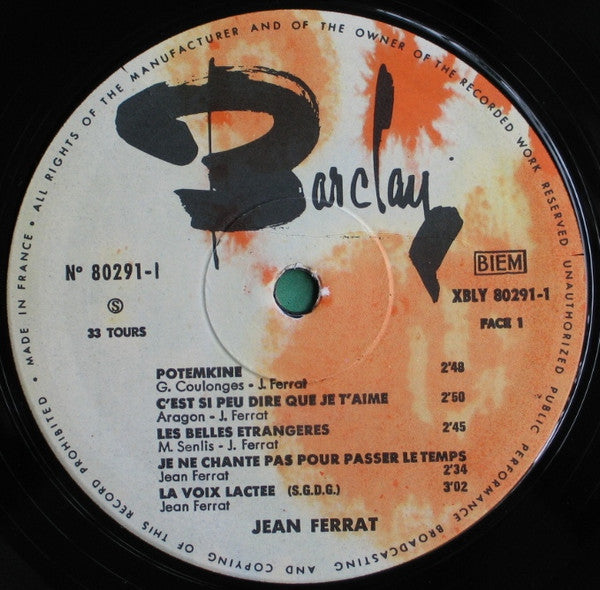 MADE IN FRANCE • ALL RIGHTS OF THE MANUFACTURER AND OF THE OWNER OF THE RECORDED WORK RESERVED UNAUTHORIZED PUBLIC PERFORMANCE BROADCASTING AND COPYING OF THIS RECORD PROHIBITED •
Barclay
N° 80291-1
BIEM
S
XBLY 80291-1
33 TOURS
FACE 1
POTEMKINE 2'48
G. Coulonges - J. Ferrat
C'EST SI PEU DIRE QUE JE T'AIME 2'50
Aragon - J. Ferrat
LES BELLES ETRANGERES 2'45
M. Senlis - J. Ferrat
JE NE CHANTE PAS POUR PASSER LE TEMPS
Jean Ferrat 2'34
LA VOIX LACTEE (S.G.D.G.) 3'02
Jean Ferrat
JEAN FERRAT